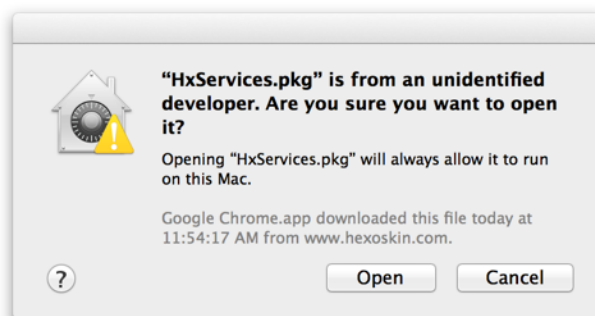 “HxServices.pkg” is from an unidentified
developer. Are you sure you want to open
it?
Opening “HxServices.pkg” will always allow it to run
on this Mac.
Google Chrome.app downloaded this file today at
11:54:17 AM from www.hexoskin.com.
?
Open
Cancel